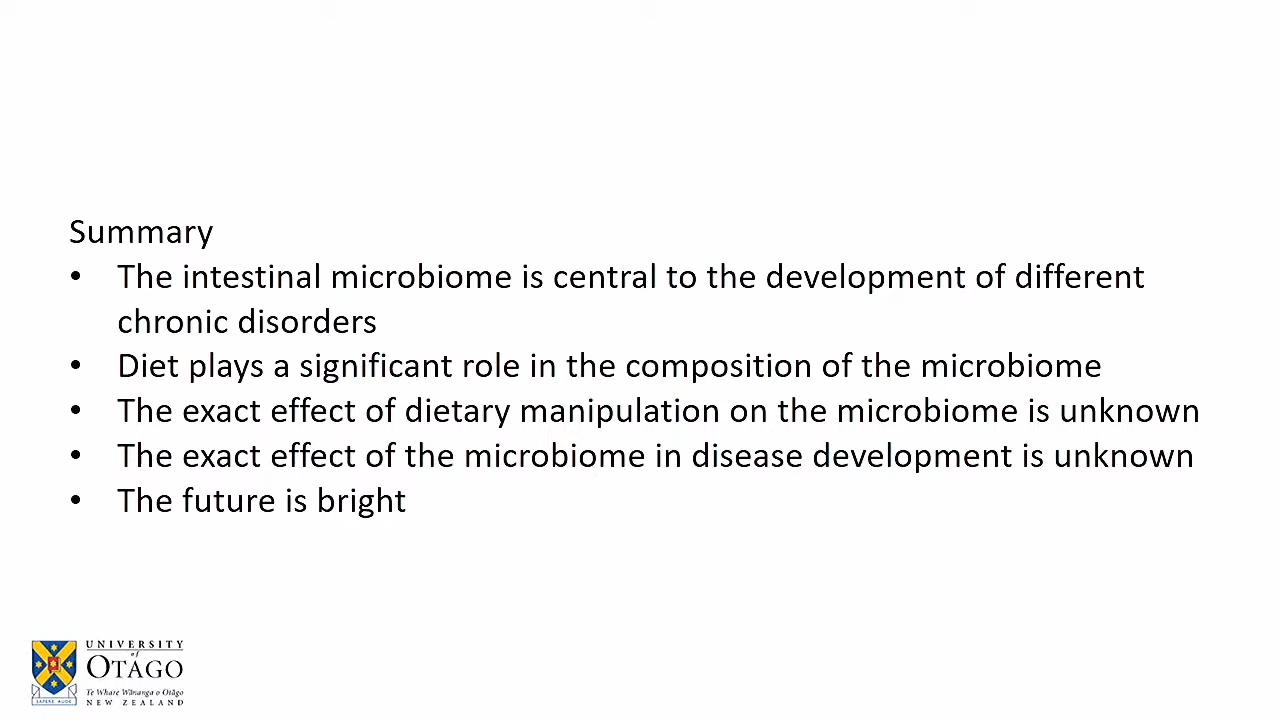 Summary
• The intestinal microbiome is central to the development of different
chronic disorders
• Diet plays a significant role in the composition of the microbiome
• The exact effect of dietary manipulation on the microbiome is unknown
• The exact effect of the microbiome in disease development is unknown
• The future is bright
UNIVERSITY
of
OTAGO
Te Whare Wānanga o Otāgo
NEW ZEALAND
SAPERE AUDE